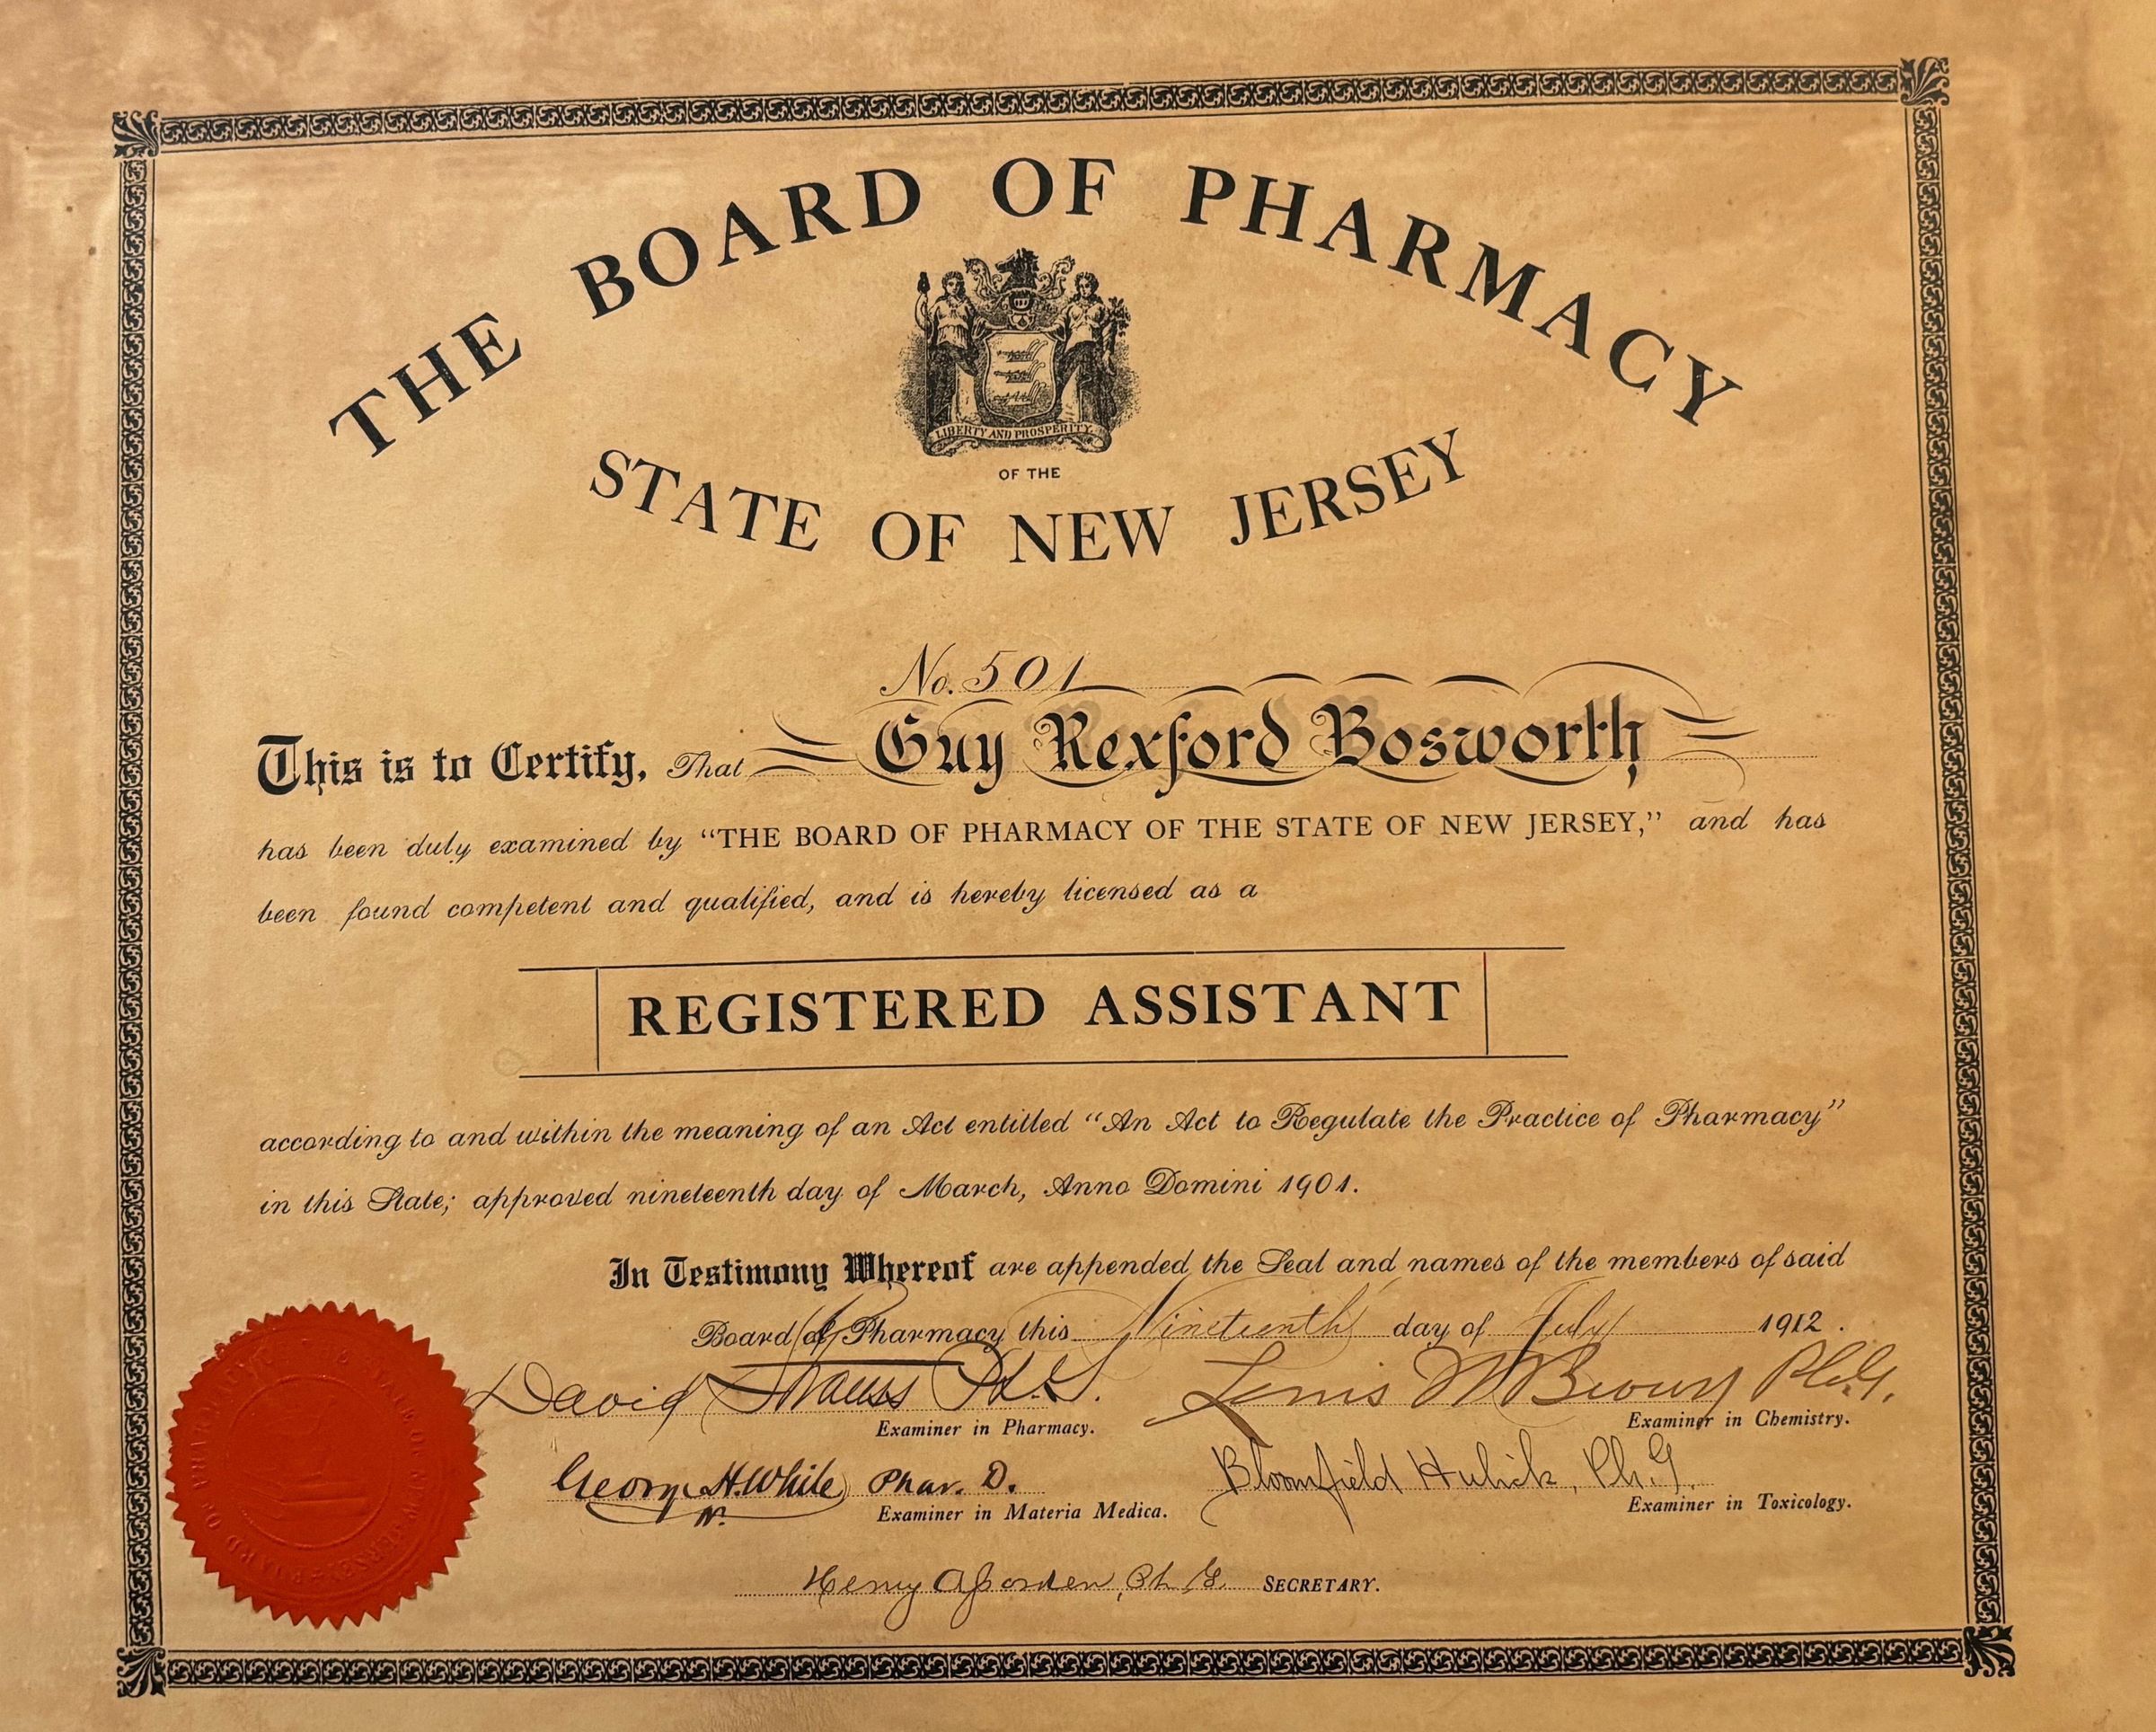 THE BOARD OF PHARMACY
LIBERTY AND PROSPERITY
OF THE
STATE OF NEW JERSEY
No. 501
This is to Certify, That Guy Rexford Bosworth
has been duly examined by “THE BOARD OF PHARMACY OF THE STATE OF NEW JERSEY,” and has
been found competent and qualified, and is hereby licensed as a
REGISTERED ASSISTANT
according to and within the meaning of an Act entitled “An Act to Regulate the Practice of Pharmacy”
in this State; approved nineteenth day of March, Anno Domini 1901.
In Testimony Whereof are appended the Seal and names of the members of said
Board of Pharmacy this Nineteenth day of July 1912.
David Strauss Ph.G. Louis W Brown Ph.G.
Examiner in Pharmacy. Examiner in Chemistry.
George H. White Phar. D. Bloomfield Hulick, Ph.G.
Examiner in Materia Medica. Examiner in Toxicology.
Henry A Jorden, Ph. G. SECRETARY.